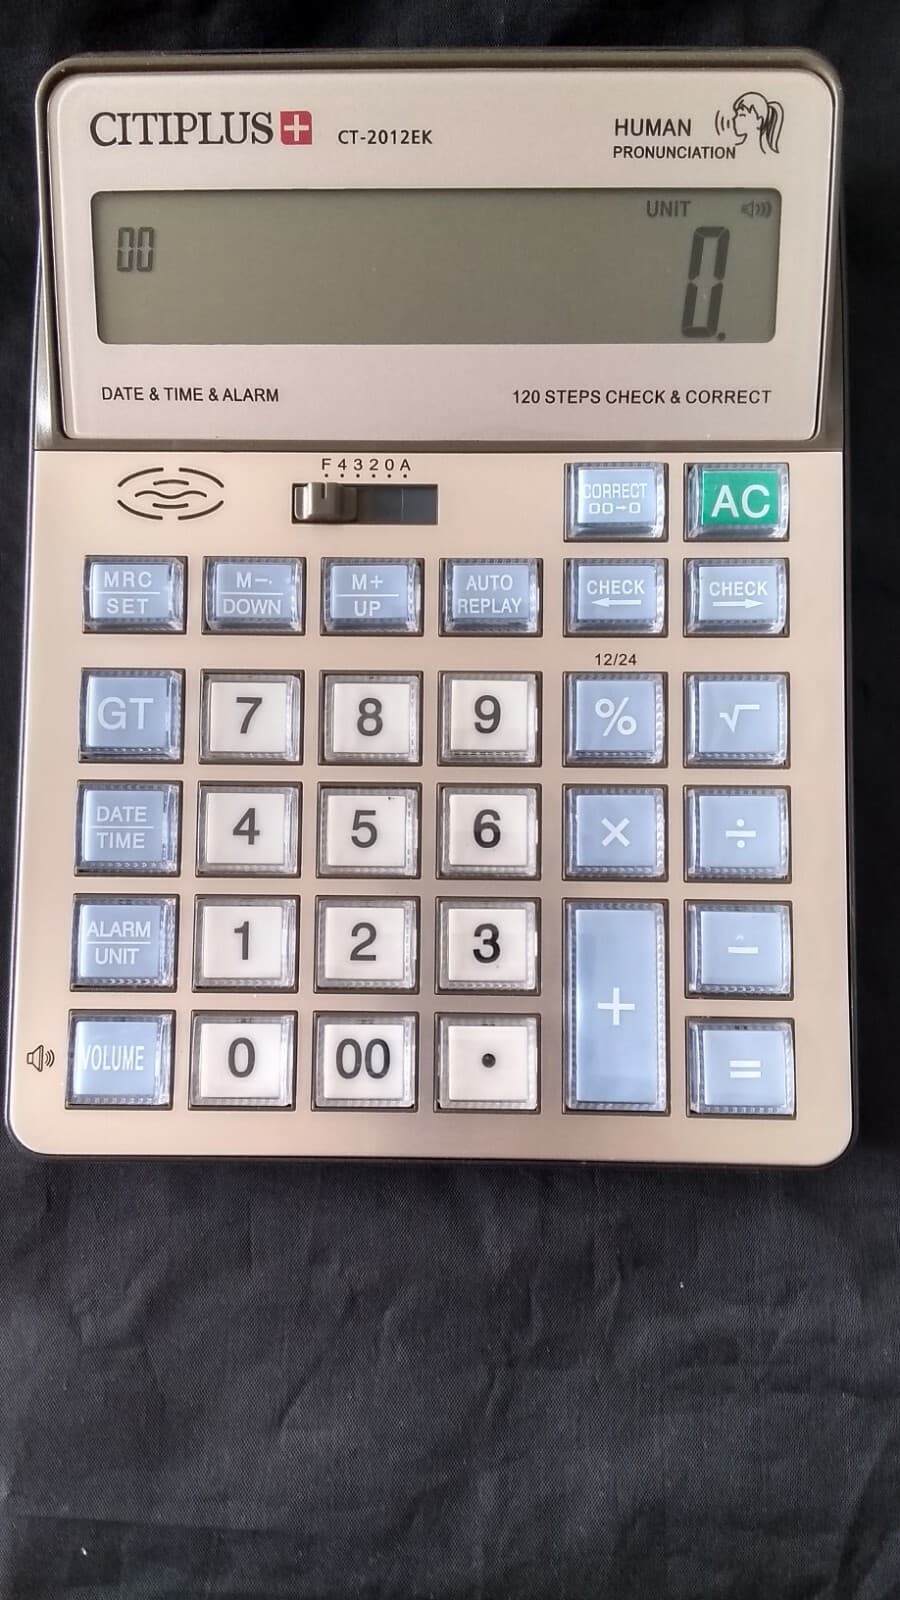 CITIPLUS CT-2012EK
HUMAN
PRONUNCIATION
UNIT
00
0.
DATE & TIME & ALARM
120 STEPS CHECK & CORRECT
F 4 3 2 0 A
CORRECT
00→0
AC
MRC
SET
M-
DOWN
M+
UP
AUTO
REPLAY
CHECK
←
CHECK
→
12/24
GT
7
8
9
%
√
DATE
TIME
4
5
6
×
÷
ALARM
UNIT
1
2
3
+
−
VOLUME
0
00
•
=